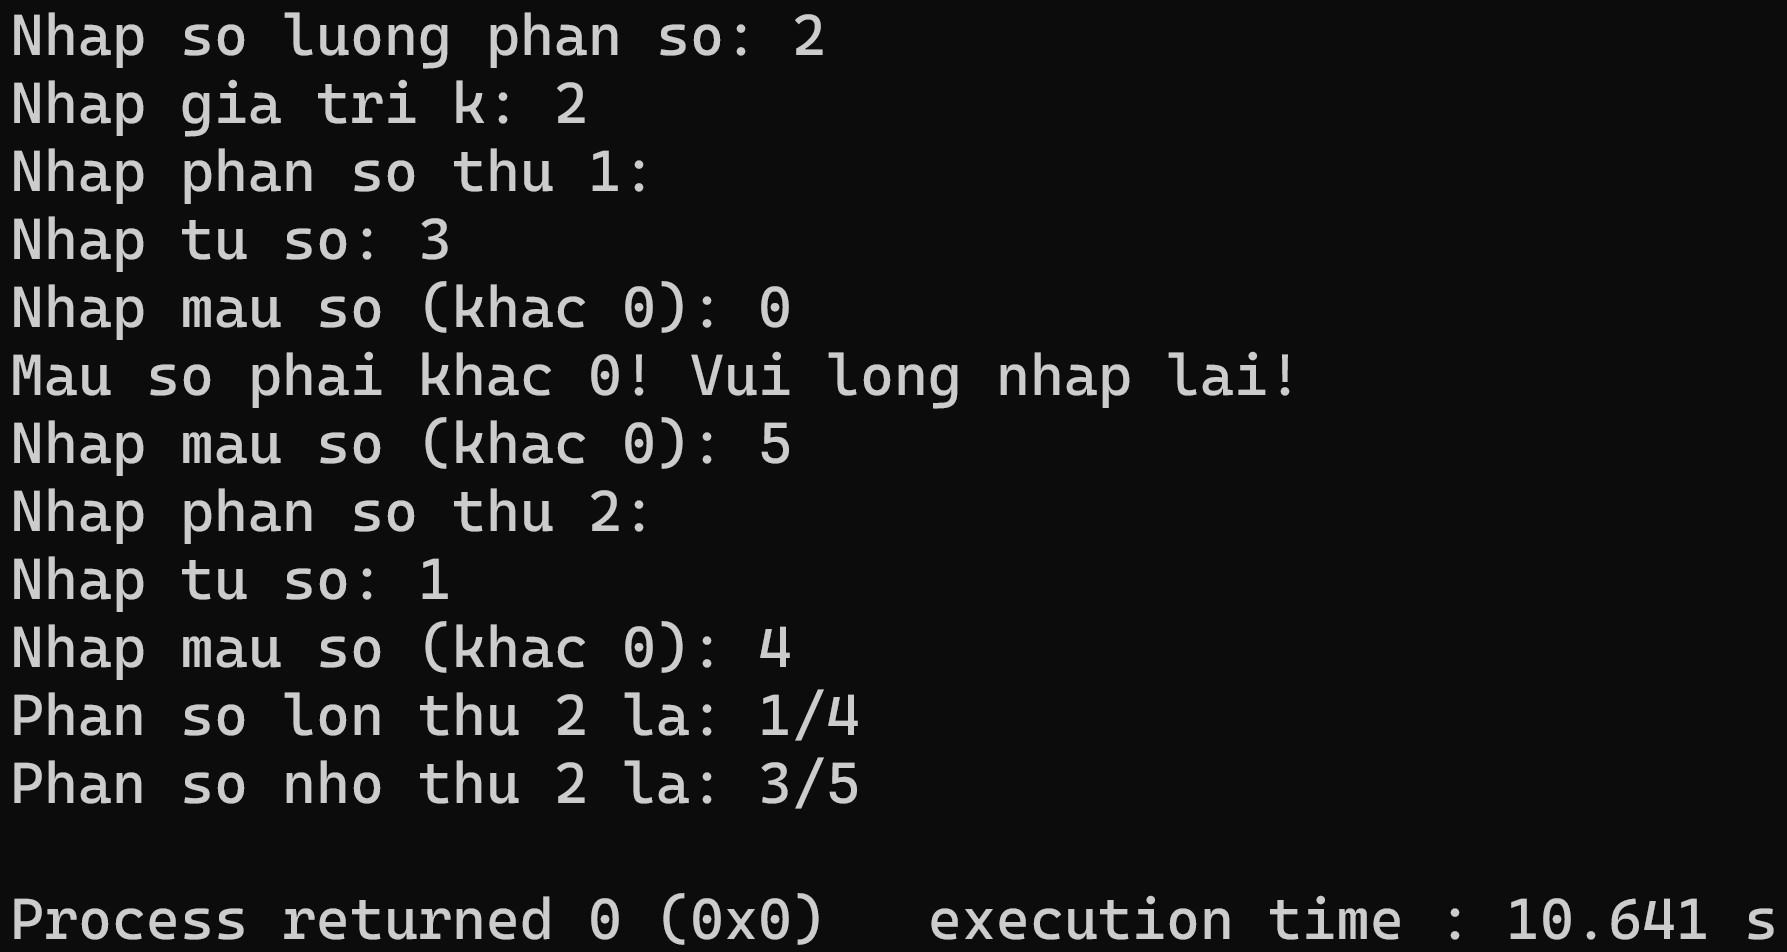 Nhap so luong phan so: 2
Nhap gia tri k: 2
Nhap phan so thu 1:
Nhap tu so: 3
Nhap mau so (khac 0): 0
Mau so phai khac 0! Vui long nhap lai!
Nhap mau so (khac 0): 5
Nhap phan so thu 2:
Nhap tu so: 1
Nhap mau so (khac 0): 4
Phan so lon thu 2 la: 1/4
Phan so nho thu 2 la: 3/5
Process returned 0 (0x0)   execution time : 10.641 s